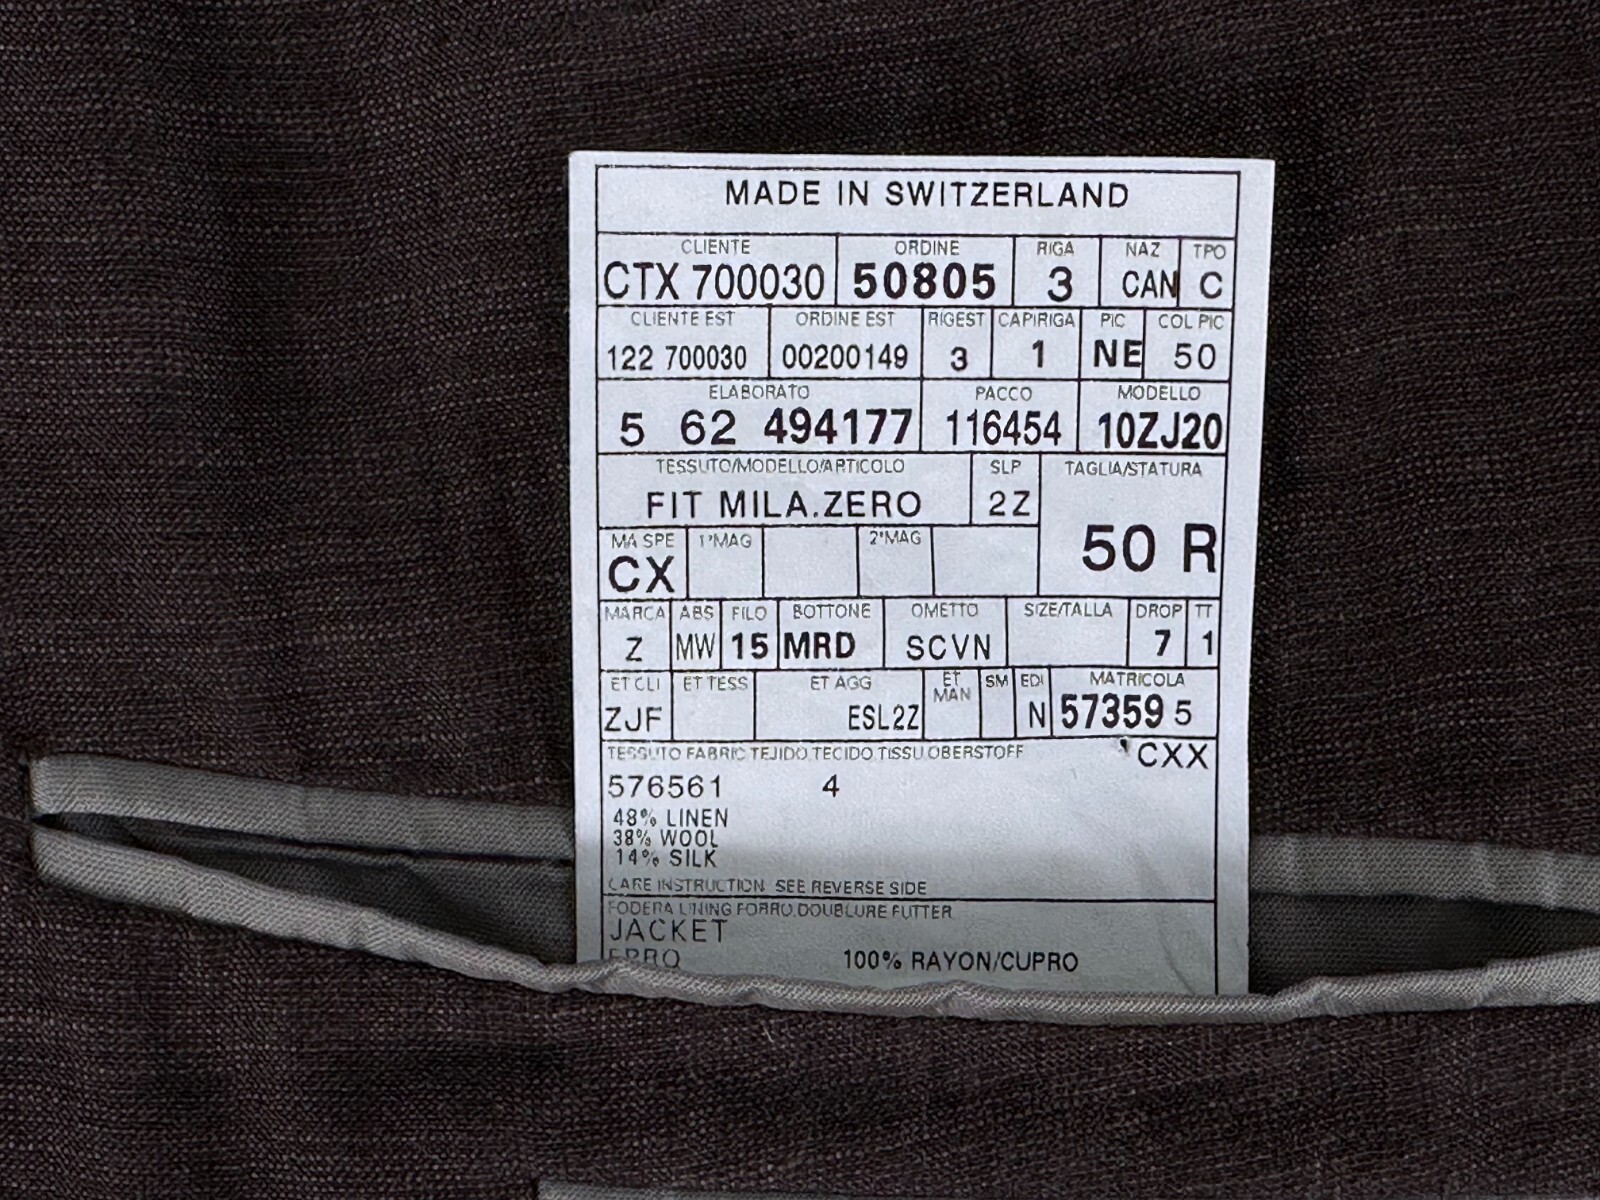 MADE IN SWITZERLAND
CLIENTE ORDINE RIGA NAZ TPO
CTX 700030 50805 3 CAN C
CLIENTE EST ORDINE EST RIGEST CAPIRIGA PIC COL PIC
122 700030 00200149 3 1 NE 50
ELABORATO PACCO MODELLO
5 62 494177 116454 10ZJ20
TESSUTO/MODELLO/ARTICOLO SLP TAGLIA/STATURA
FIT MILA.ZERO 2Z
50 R
MA SPE 1°MAG 2°MAG
CX
MARCA ABS FILO BOTTONE OMETTO SIZE/TALLA DROP TT
Z MW 15 MRD SCVN 7 1
ET CLI ET TESS ET AGG ET MAN SM EDI MATRICOLA
ZJF ESL2Z N 57359 5
TESSUTO FABRIC TEJIDO TECIDO TISSU OBERSTOFF CXX
576561 4
48% LINEN
38% WOOL
14% SILK
CARE INSTRUCTION SEE REVERSE SIDE
FODERA LINING FORRO DOUBLURE FUTTER
JACKET
100% RAYON/CUPRO